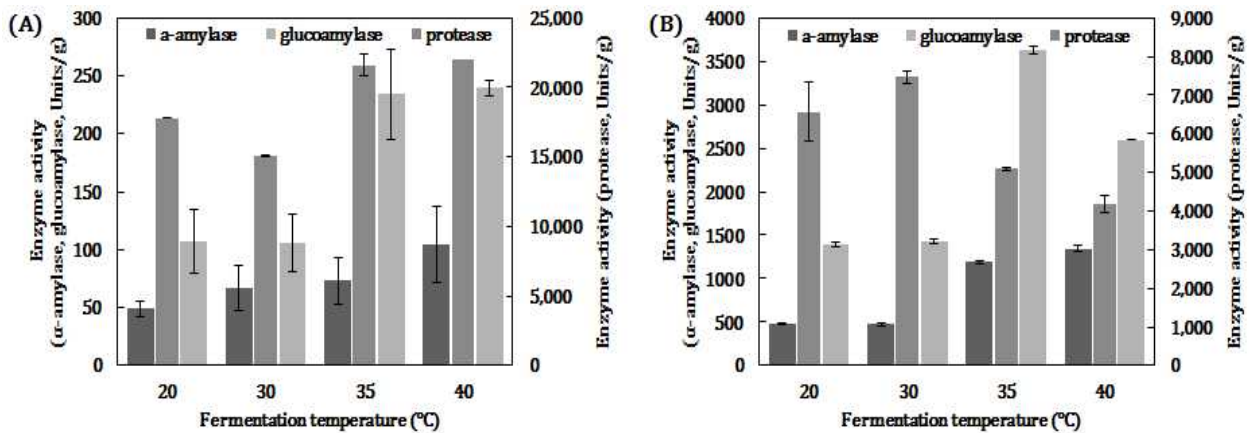 (A)
Enzyme activity
(α-amylase, glucoamylase, Units/g)
300
250
200
150
100
50
0
a-amylase glucoamylase protease
25,000
20,000
15,000
10,000
5,000
0
Enzyme activity (protease, Units/g)
20 30 35 40
Fermentation temperature (°C)
(B)
Enzyme activity
(α-amylase, glucoamylase, Units/g)
4000
3500
3000
2500
2000
1500
1000
500
0
a-amylase glucoamylase protease
9,000
8,000
7,000
6,000
5,000
4,000
3,000
2,000
1,000
0
Enzyme activity (protease, Units/g)
20 30 35 40
Fermentation temperature (°C)